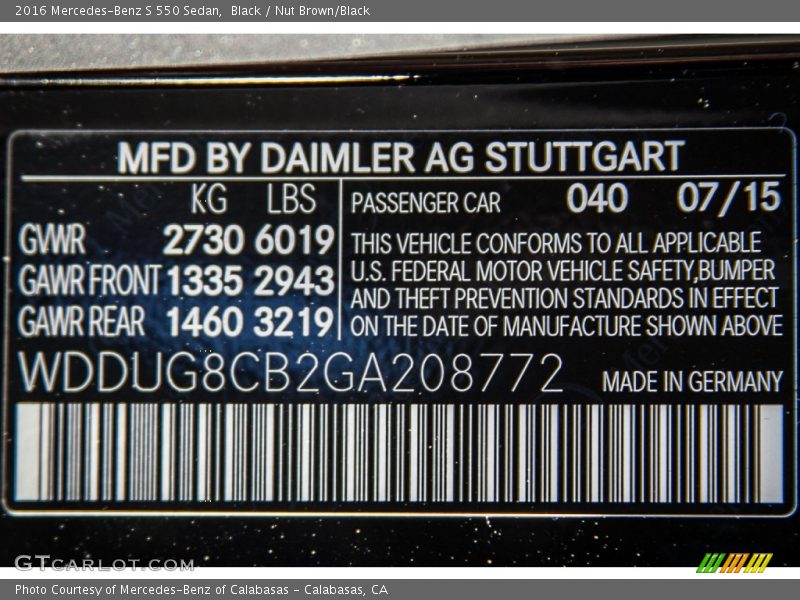 2016 Mercedes-Benz S 550 Sedan, Black / Nut Brown/Black
MFD BY DAIMLER AG STUTTGART
KG LBS
GVWR 2730 6019
GAWR FRONT 1335 2943
GAWR REAR 1460 3219
PASSENGER CAR 040 07/15
THIS VEHICLE CONFORMS TO ALL APPLICABLE
U.S. FEDERAL MOTOR VEHICLE SAFETY,BUMPER
AND THEFT PREVENTION STANDARDS IN EFFECT
ON THE DATE OF MANUFACTURE SHOWN ABOVE
WDDUG8CB2GA208772 MADE IN GERMANY
GTCARLOT.COM
Photo Courtesy of Mercedes-Benz of Calabasas - Calabasas, CA